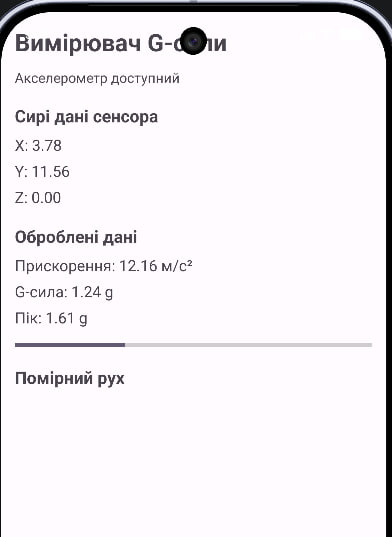 Вимірювач G-сили
Акселерометр доступний
Сирі дані сенсора
X: 3.78
Y: 11.56
Z: 0.00
Оброблені дані
Прискорення: 12.16 м/с²
G-сила: 1.24 g
Пік: 1.61 g
Помірний рух